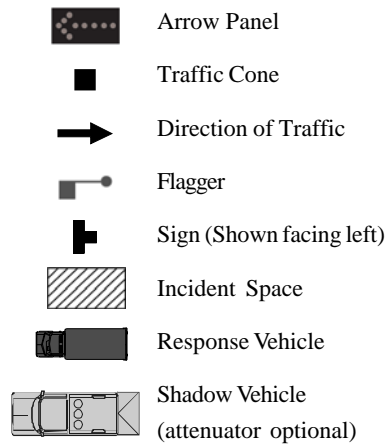 Arrow Panel
Traffic Cone
Direction of Traffic
Flagger
Sign (Shown facing left)
Incident Space
Response Vehicle
Shadow Vehicle
(attenuator optional)